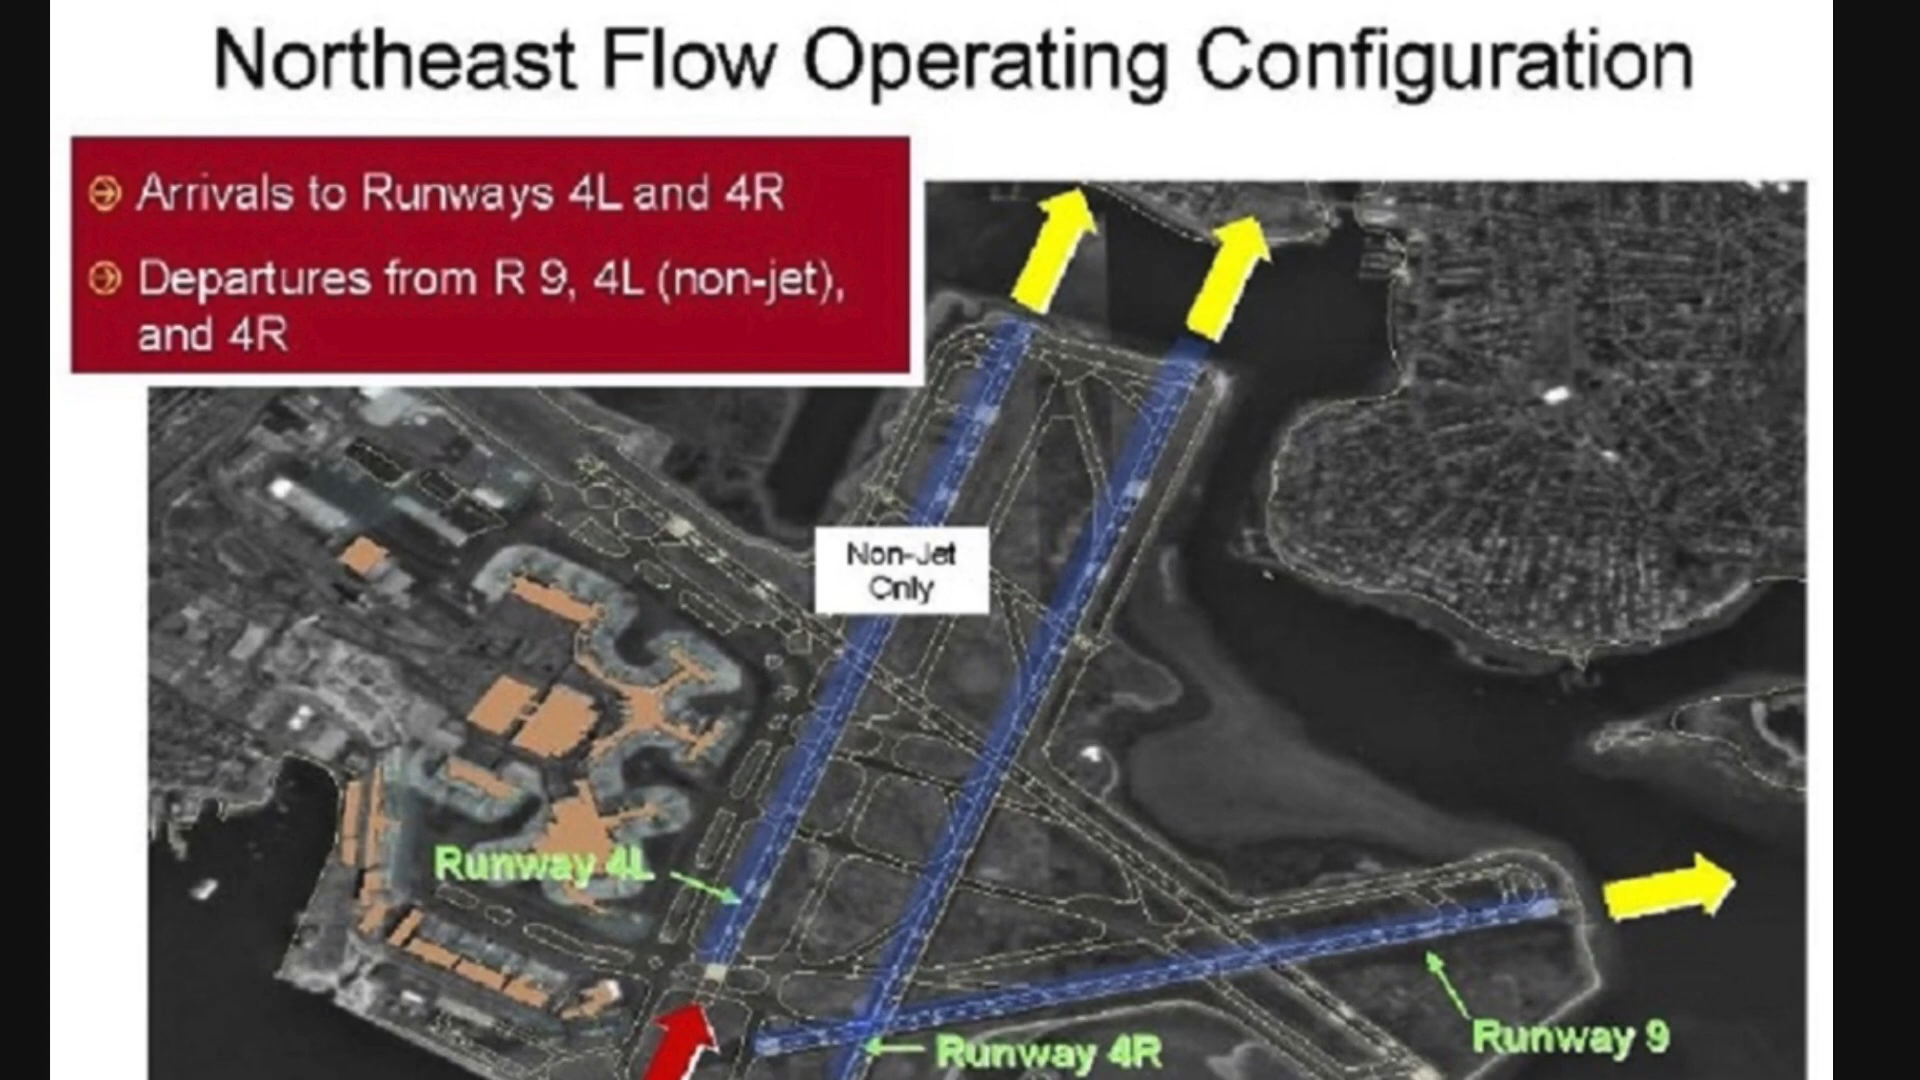 Northeast Flow Operating Configuration
Arrivals to Runways 4L and 4R
Departures from R 9, 4L (non-jet),
and 4R
Non-Jet
Only
Runway 4L
Runway 9
Runway 4R